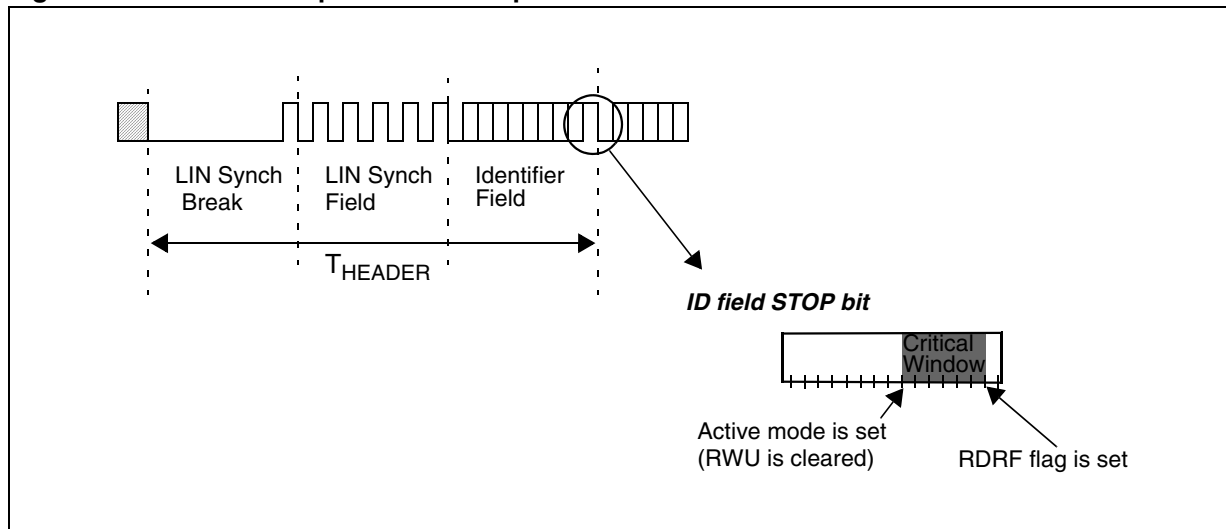 LIN Synch
Break
LIN Synch
Field
Identifier
Field
THEADER
ID field STOP bit
Critical
Window
Active mode is set
(RWU is cleared)
RDRF flag is set